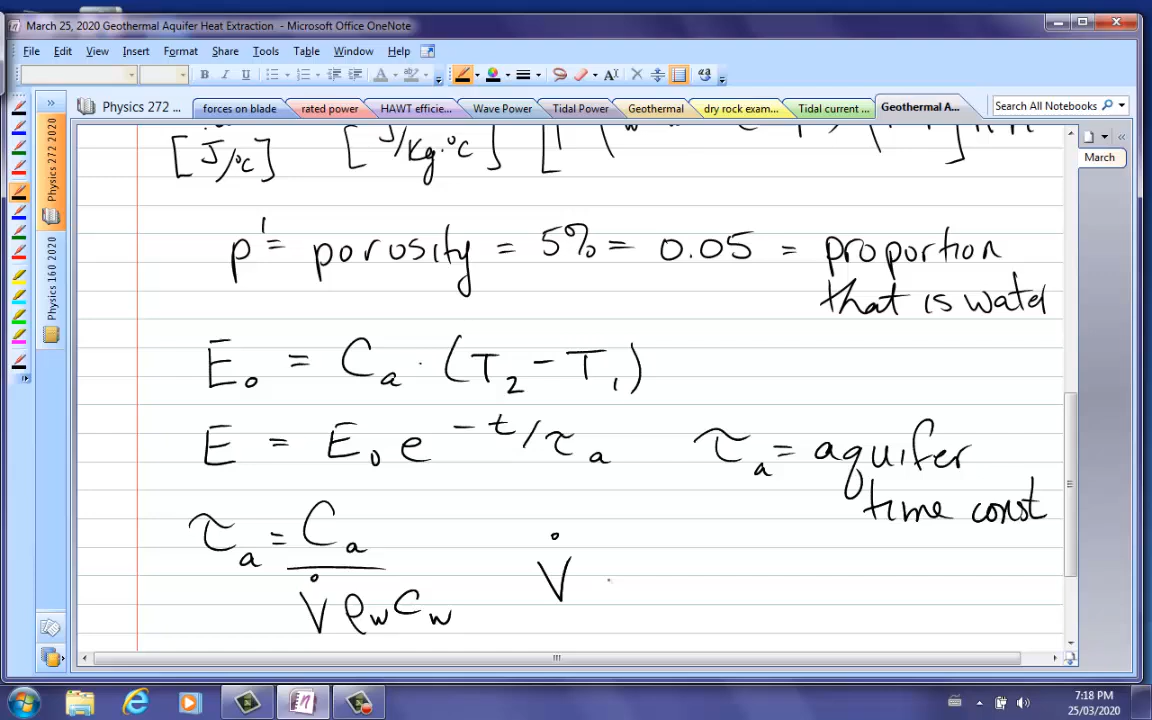 March 25, 2020 Geothermal Aquifer Heat Extraction - Microsoft Office OneNote
File Edit View Insert Format Share Tools Table Window Help
Physics 272 ... forces on blade rated power HAWT efficie... Wave Power Tidal Power Geothermal dry rock exam... Tidal current ... Geothermal A... Search All Notebooks
March
Physics 272 2020
Physics 160 2020
[J/°C] [J/kg·°C]
p' = porosity = 5% = 0.05 = proportion
that is water
E₀ = Cₐ · (T₂ − T₁)
E = E₀ e^(−t/τₐ) τₐ = aquifer
time const
τₐ = Cₐ / (V̇ ρ_w c_w) V̇
7:18 PM
25/03/2020